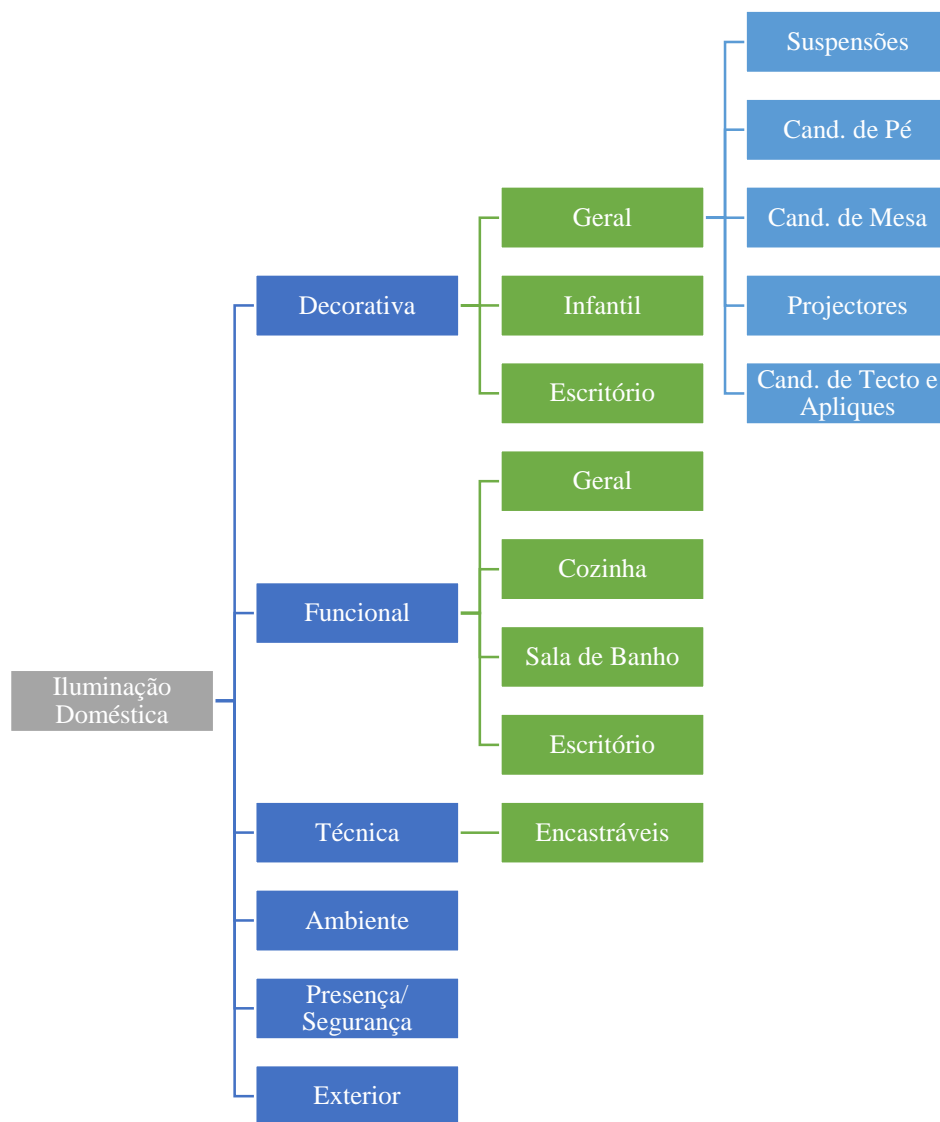 Suspensões
Cand. de Pé
Geral
Cand. de Mesa
Decorativa
Infantil
Projectores
Escritório
Cand. de Tecto e
Apliques
Geral
Cozinha
Funcional
Sala de Banho
Iluminação
Doméstica
Escritório
Técnica
Encastráveis
Ambiente
Presença/
Segurança
Exterior